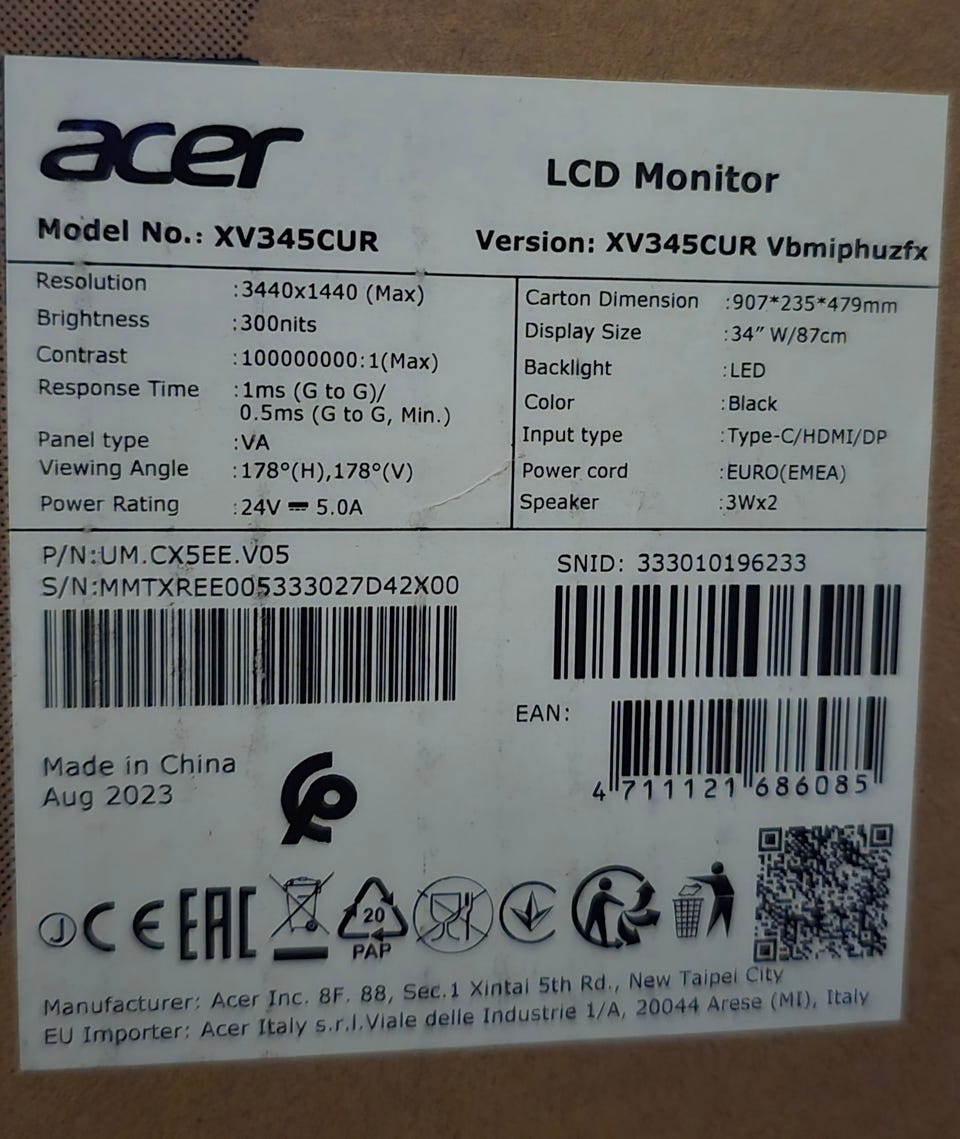 acer
LCD Monitor
Model No.: XV345CUR
Version: XV345CUR Vbmiphuzfx
Resolution :3440x1440 (Max)
Brightness :300nits
Contrast :100000000:1(Max)
Response Time :1ms (G to G)/
0.5ms (G to G, Min.)
Panel type :VA
Viewing Angle :178°(H),178°(V)
Power Rating :24V ⎓ 5.0A
Carton Dimension :907*235*479mm
Display Size :34″ W/87cm
Backlight :LED
Color :Black
Input type :Type-C/HDMI/DP
Power cord :EURO(EMEA)
Speaker :3Wx2
P/N:UM.CX5EE.V05
S/N:MMTXREE005333027D42X00
SNID: 333010196233
EAN:
4 711121 686085
Made in China
Aug 2023
J CE EAC
20
PAP
Manufacturer: Acer Inc. 8F. 88, Sec.1 Xintai 5th Rd., New Taipei City
EU Importer: Acer Italy s.r.l.Viale delle Industrie 1/A, 20044 Arese (MI), Italy